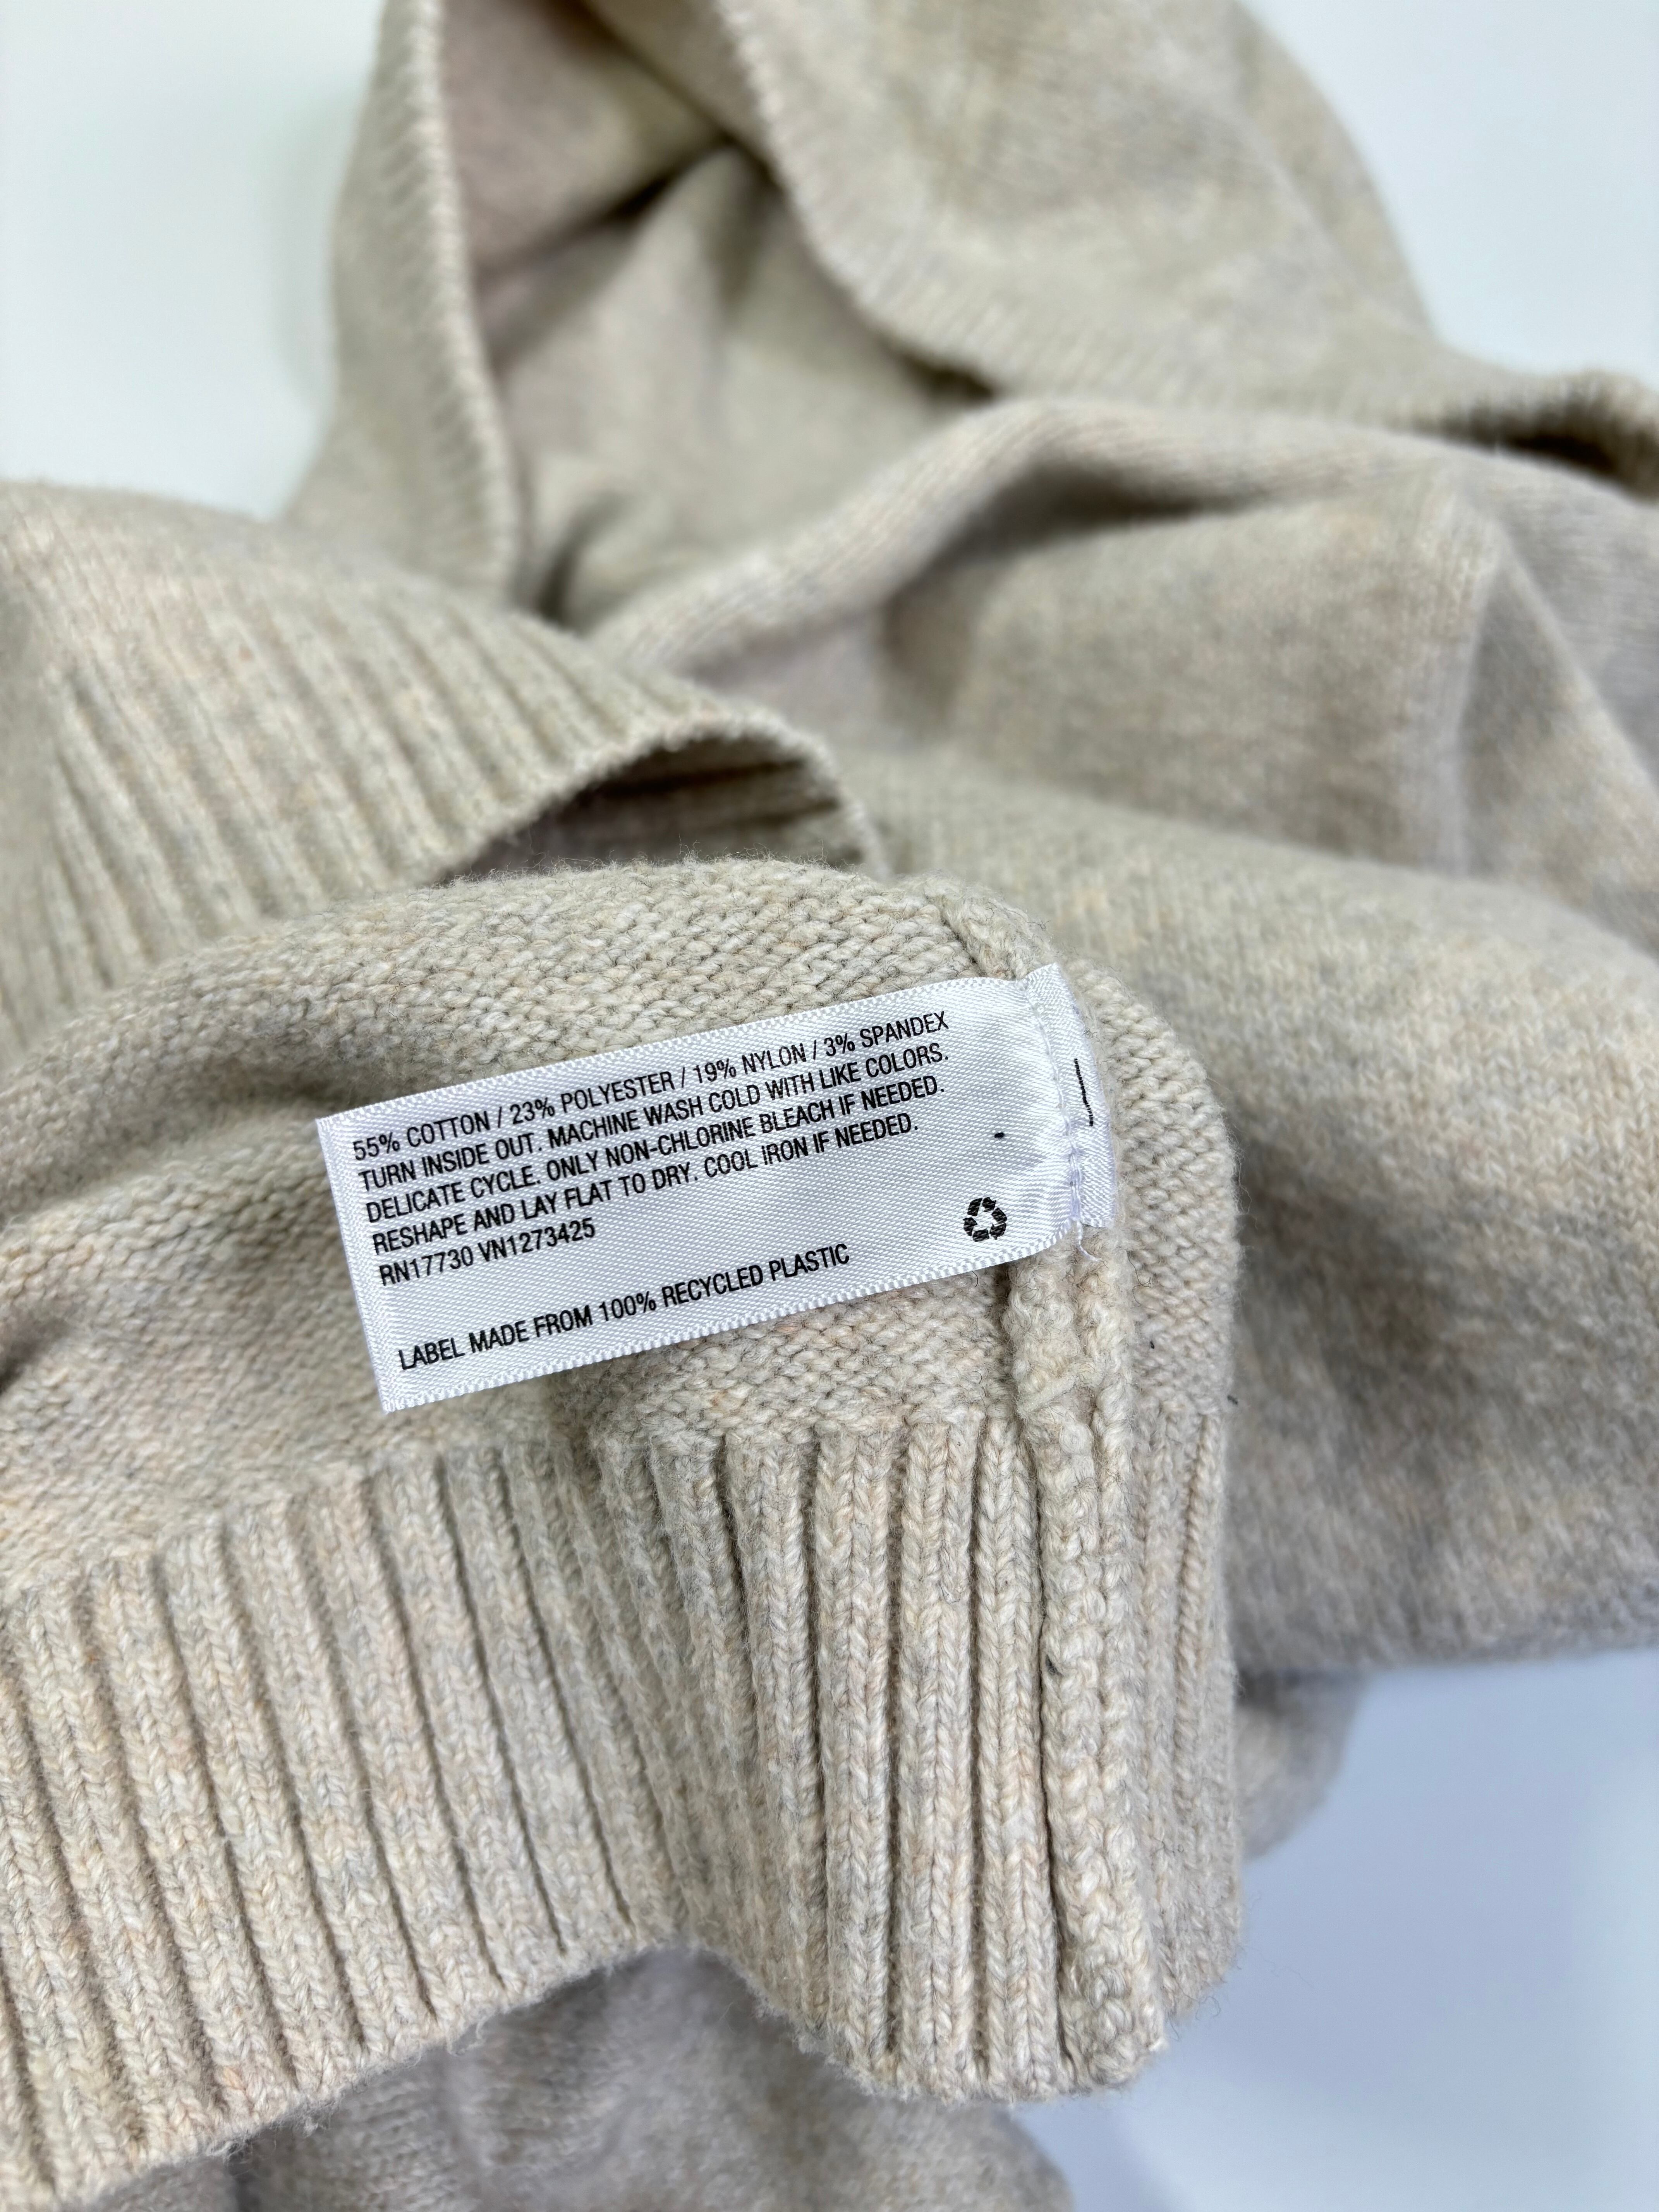 55% COTTON / 23% POLYESTER / 19% NYLON / 3% SPANDEX
TURN INSIDE OUT. MACHINE WASH COLD WITH LIKE COLORS.
DELICATE CYCLE. ONLY NON-CHLORINE BLEACH IF NEEDED.
RESHAPE AND LAY FLAT TO DRY. COOL IRON IF NEEDED.
RN17730 VN1273425
LABEL MADE FROM 100% RECYCLED PLASTIC